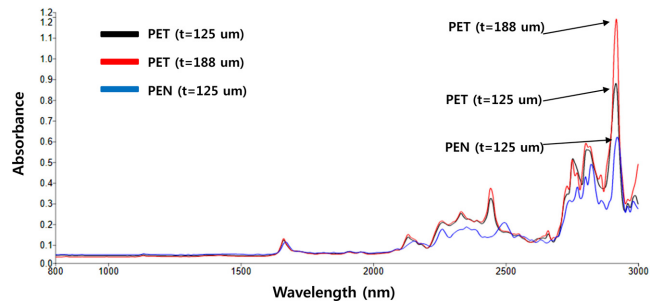 1.2
1.2
1.1
1.0
0.9
0.8
0.7
0.6
0.5
0.4
0.3
0.2
0.1
0.0
Absorbance
PET (t=125 um)
PET (t=188 um)
PEN (t=125 um)
PET (t=188 um)
PET (t=125 um)
PEN (t=125 um)
800 1000 1500 2000 2500 3000
Wavelength (nm)